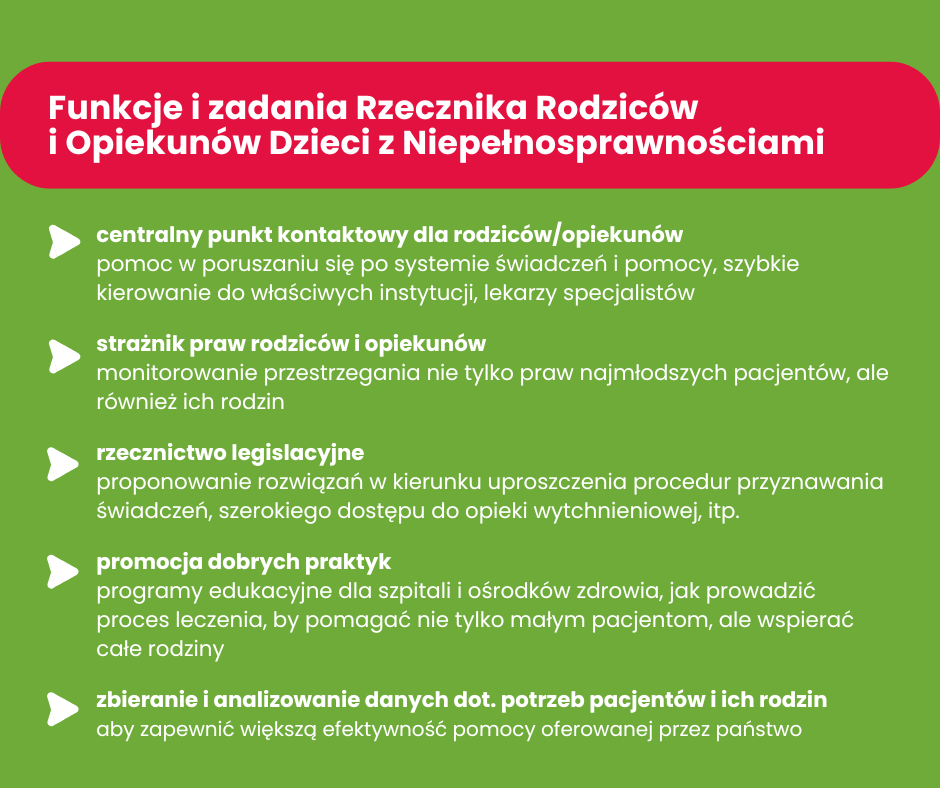 Funkcje i zadania Rzecznika Rodziców
i Opiekunów Dzieci z Niepełnosprawnościami
centralny punkt kontaktowy dla rodziców/opiekunów
pomoc w poruszaniu się po systemie świadczeń i pomocy, szybkie
kierowanie do właściwych instytucji, lekarzy specjalistów
strażnik praw rodziców i opiekunów
monitorowanie przestrzegania nie tylko praw najmłodszych pacjentów, ale
również ich rodzin
rzecznictwo legislacyjne
proponowanie rozwiązań w kierunku uproszczenia procedur przyznawania
świadczeń, szerokiego dostępu do opieki wytchnieniowej, itp.
promocja dobrych praktyk
programy edukacyjne dla szpitali i ośrodków zdrowia, jak prowadzić
proces leczenia, by pomagać nie tylko małym pacjentom, ale wspierać
całe rodziny
zbieranie i analizowanie danych dot. potrzeb pacjentów i ich rodzin
aby zapewnić większą efektywność pomocy oferowanej przez państwo